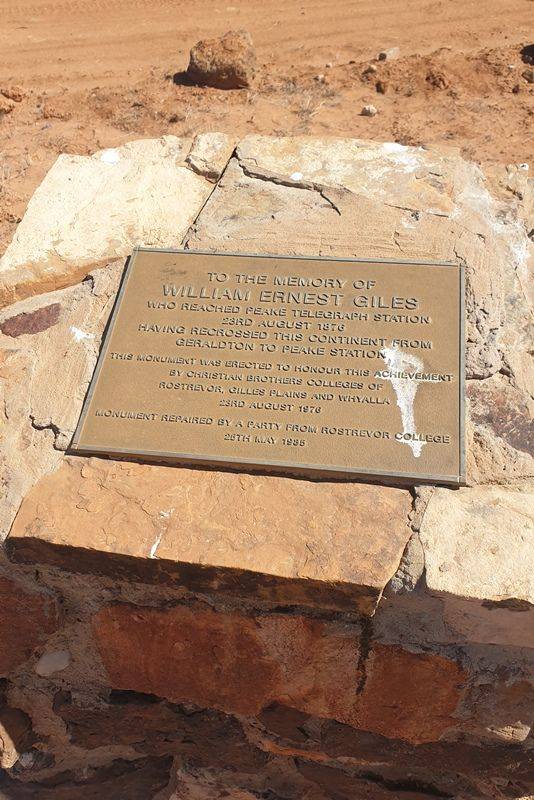 TO THE MEMORY OF
WILLIAM ERNEST GILES
WHO REACHED PEAKE TELEGRAPH STATION
23RD AUGUST 1876
HAVING RECROSSED THIS CONTINENT FROM
GERALDTON TO PEAKE STATION
THIS MONUMENT WAS ERECTED TO HONOUR THIS ACHIEVEMENT
BY CHRISTIAN BROTHERS COLLEGES OF
ROSTREVOR, GILLES PLAINS AND WHYALLA
23RD AUGUST 1976
MONUMENT REPAIRED BY A PARTY FROM ROSTREVOR COLLEGE
25TH MAY 1985